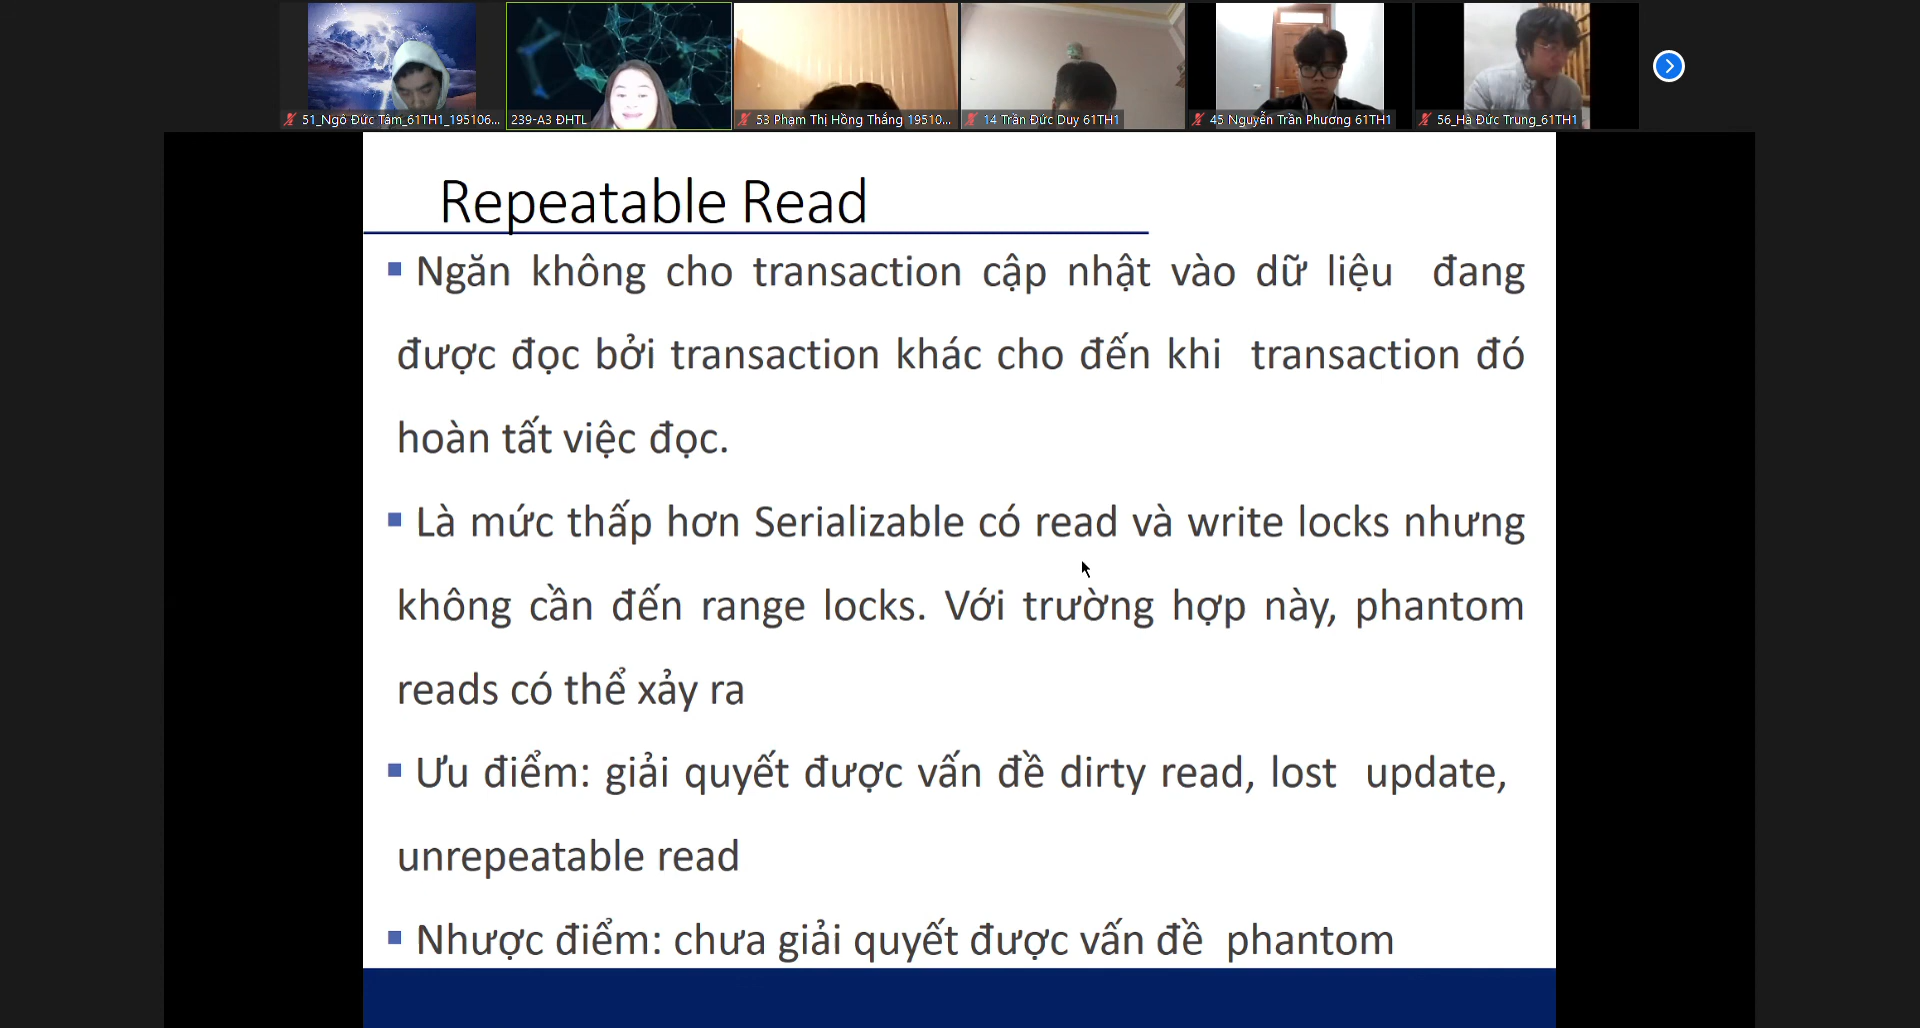 51_Ngô Đức Tâm_61TH1_195106...
239-A3 ĐHTL
53 Phạm Thị Hồng Thắng 19510...
14 Trần Đức Duy 61TH1
45 Nguyễn Trần Phương 61TH1
56_Hà Đức Trung_61TH1
Repeatable Read
▪ Ngăn không cho transaction cập nhật vào dữ liệu đang
được đọc bởi transaction khác cho đến khi transaction đó
hoàn tất việc đọc.
▪ Là mức thấp hơn Serializable có read và write locks nhưng
không cần đến range locks. Với trường hợp này, phantom
reads có thể xảy ra
▪ Ưu điểm: giải quyết được vấn đề dirty read, lost update,
unrepeatable read
▪ Nhược điểm: chưa giải quyết được vấn đề phantom